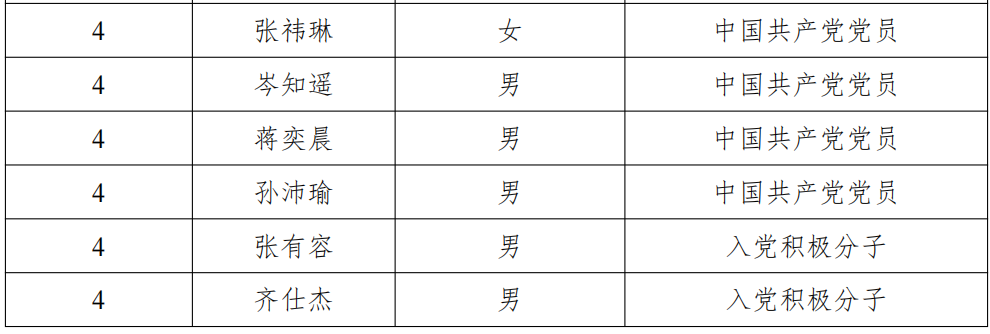 4 张祎琳 女 中国共产党党员
4 岑知遥 男 中国共产党党员
4 蒋奕晨 男 中国共产党党员
4 孙沛瑜 男 中国共产党党员
4 张有容 男 入党积极分子
4 齐仕杰 男 入党积极分子